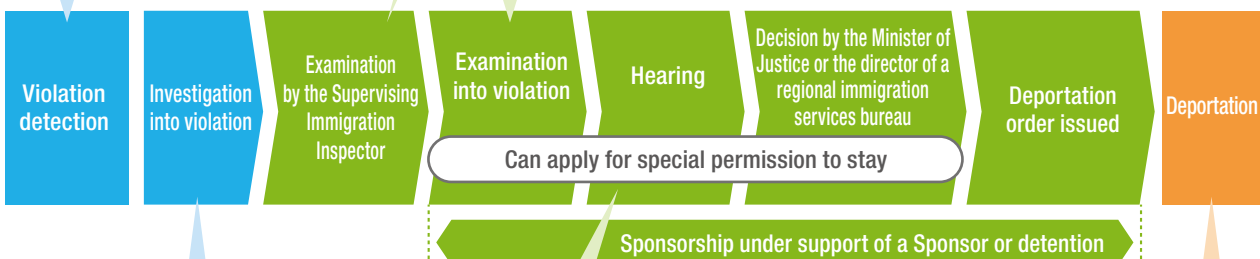 Violation
detection
Investigation
into violation
Examination
by the Supervising
Immigration
Inspector
Examination
into violation
Hearing
Decision by the Minister of
Justice or the director of a
regional immigration
services bureau
Deportation
order issued
Deportation
Can apply for special permission to stay
Sponsorship under support of a Sponsor or detention